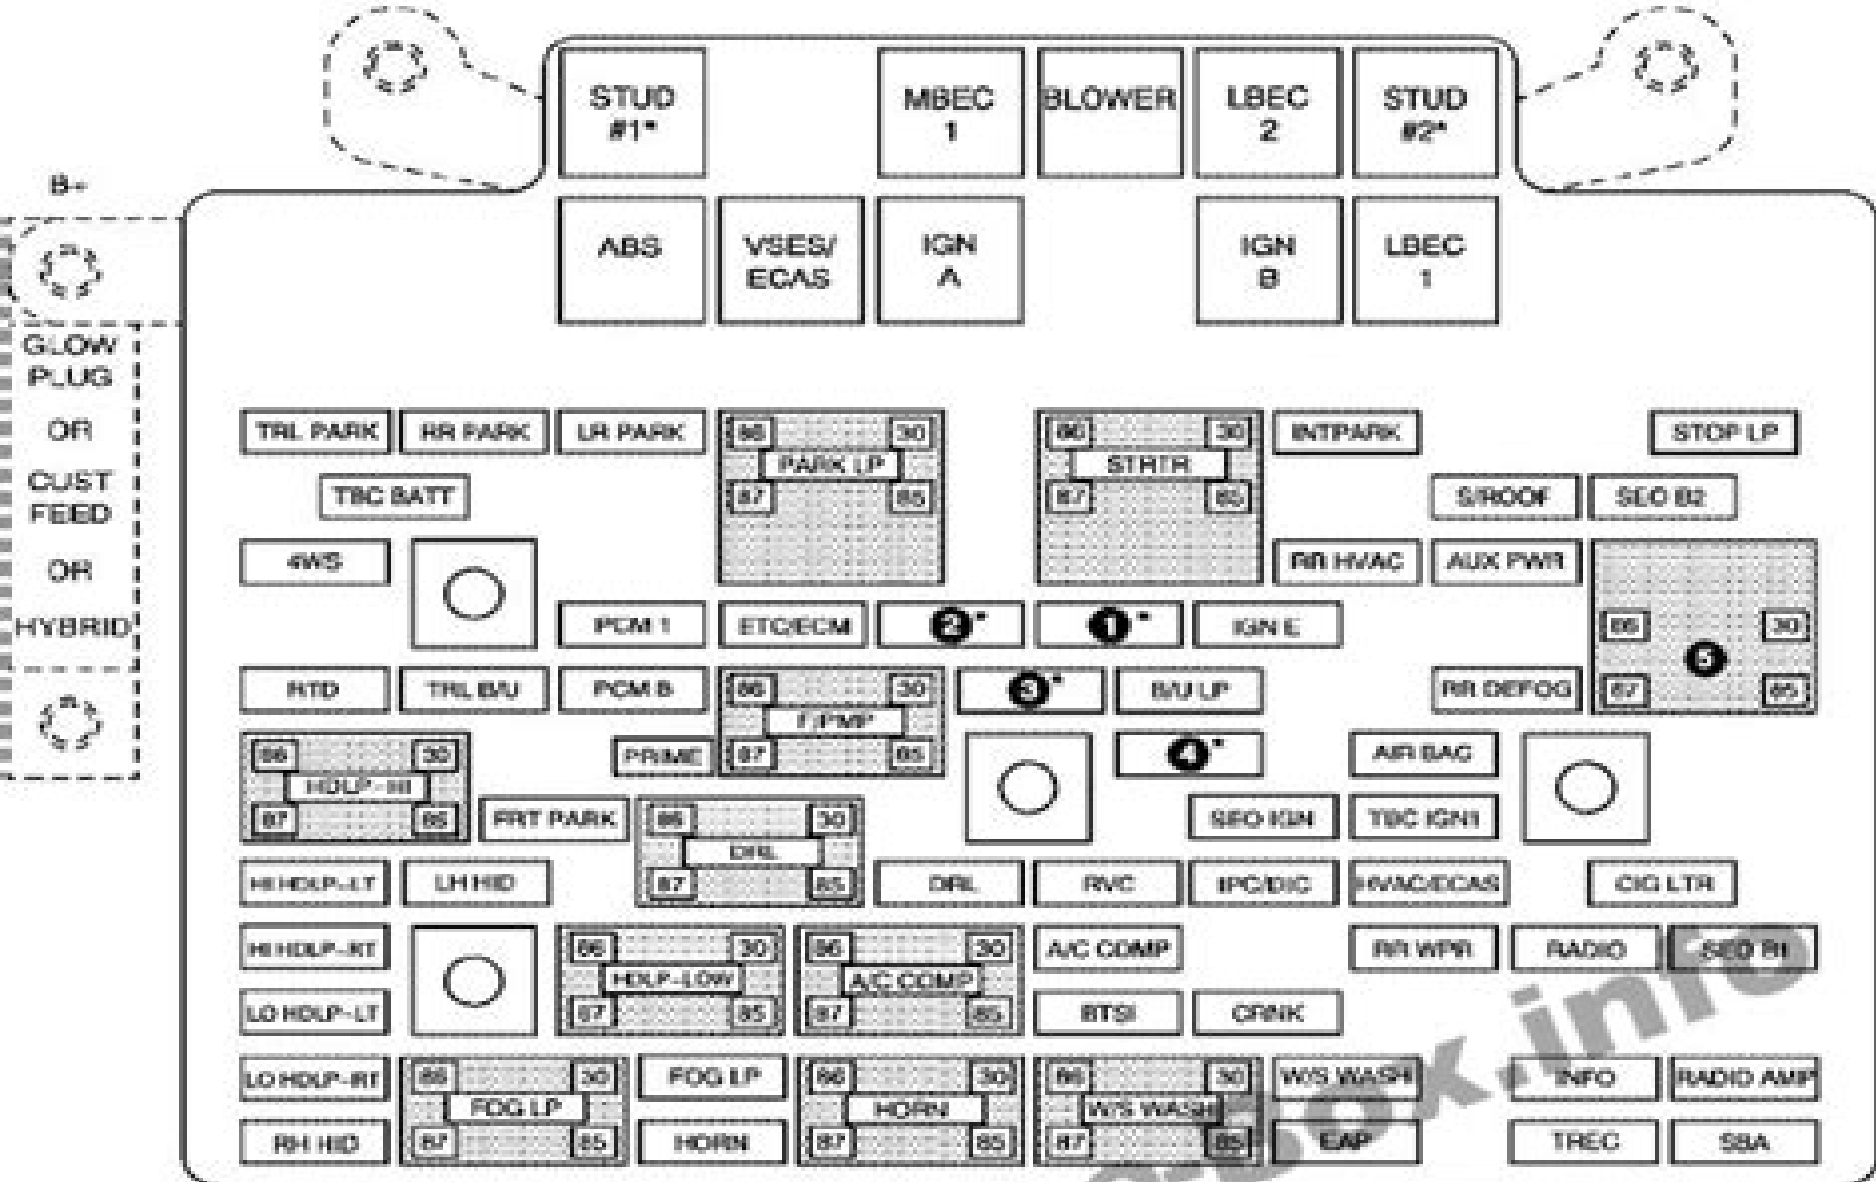 STUD #1*
MBEC 1
BLOWER
LBEC 2
STUD #2*
B+
ABS
VSES/ ECAS
IGN A
IGN B
LBEC 1
GLOW PLUG
OR
CUST FEED
OR
HYBRID
TRL PARK
RR PARK
LR PARK
86 30
PARK LP
87 85
86 30
STRTR
87 85
INTPARK
STOP LP
TBC BATT
S/ROOF
SEO B2
4WS
RR HVAC
AUX PWR
PCM 1
ETC/ECM
2*
1*
IGN E
86 30
5
87 85
RTD
TRL B/U
PCM B
86 30
F/PMP
87 85
3*
B/U LP
RR DEFOG
86 30
HDLP-HI
87 85
PRIME
4*
AIR BAG
FRT PARK
86 30
DRL
87 85
SEO IGN
TBC IGN1
HI HDLP-LT
LH HID
DRL
RVC
IPC/DIC
HVAC/ECAS
CIG LTR
HI HDLP-RT
86 30
HDLP-LOW
87 85
86 30
A/C COMP
87 85
A/C COMP
RR WPR
RADIO
SEO B1
LO HDLP-LT
BTSI
CRNK
LO HDLP-RT
86 30
FOG LP
87 85
FOG LP
86 30
HORN
87 85
86 30
W/S WASH
87 85
W/S WASH
INFO
RADIO AMP
RH HID
HORN
EAP
TREC
SBA
-Box.info